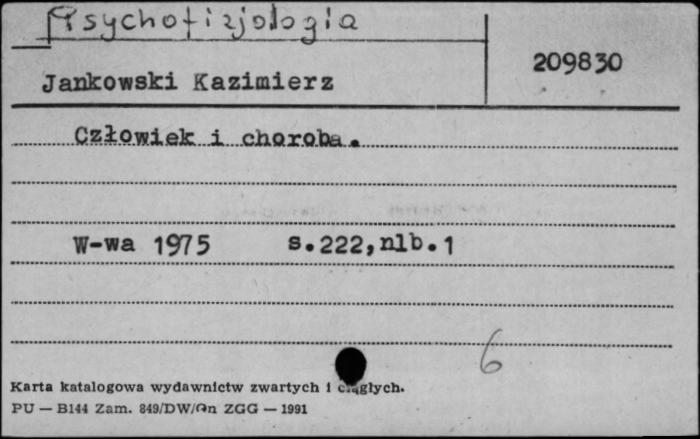 Psychofizjologia
209830
Jankowski Kazimierz
Człowiek i choroba.
W-wa 1975 s.222,nlb.1
6
Karta katalogowa wydawnictw zwartych i ciągłych.
PU — B144 Zam. 849/DW/On ZGG — 1991